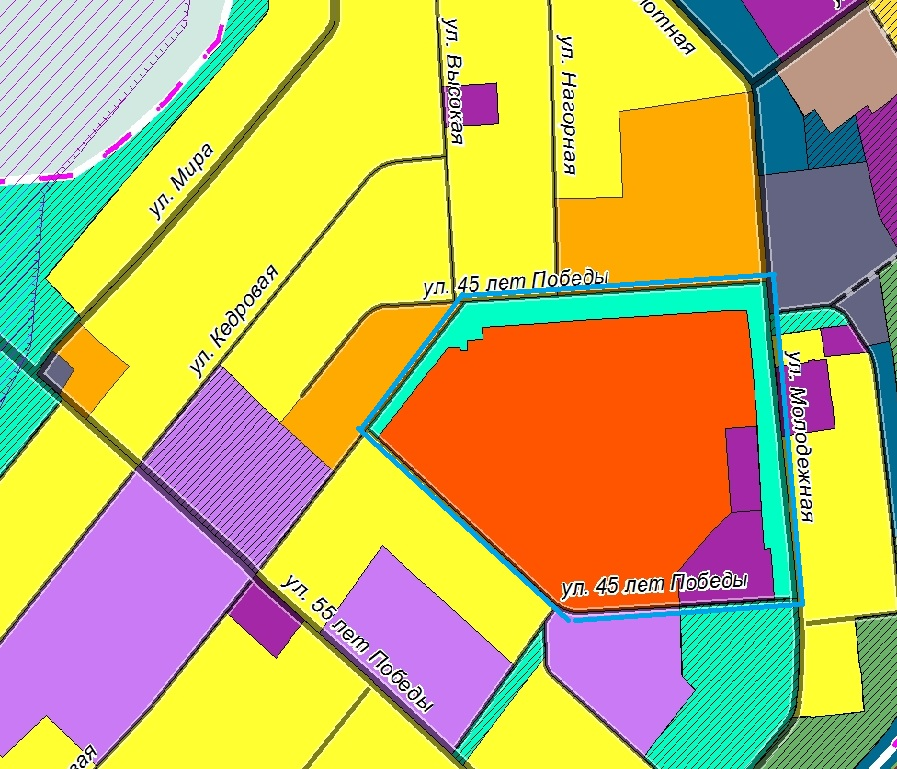 ул. Высокая
ул. Нагорная
ул. Мира
ул. Кедровая
ул. 45 лет Победы
ул. Молодежная
ул. 45 лет Победы
ул. 55 лет Победы